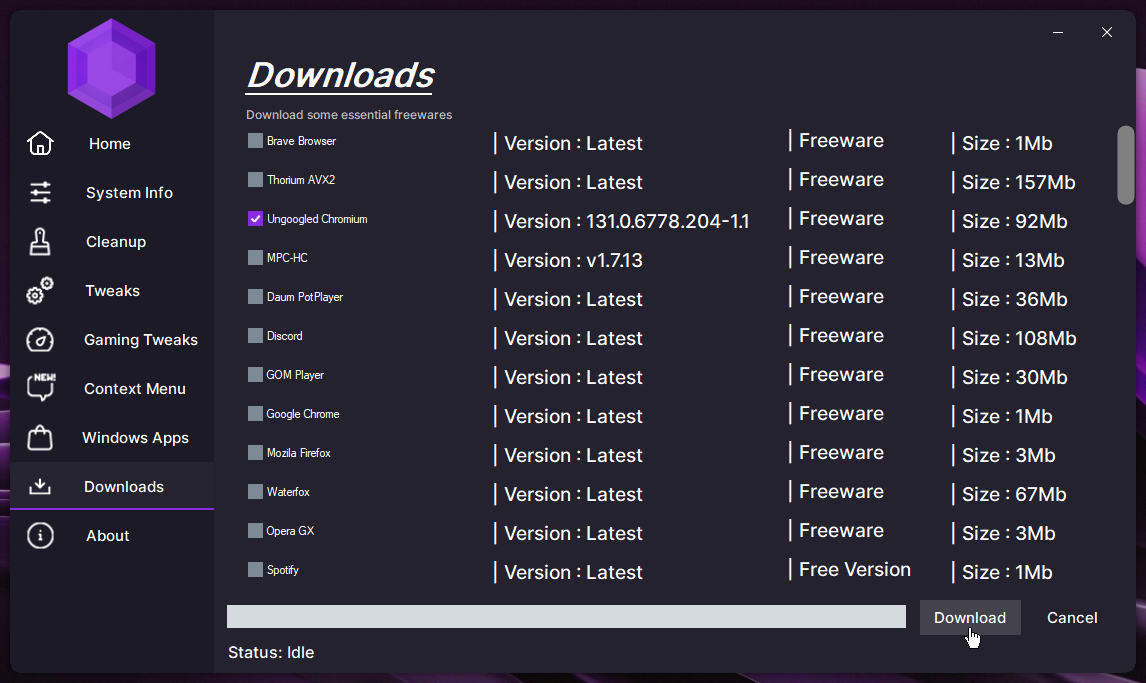 Downloads
Download some essential freewares
Home
System Info
Cleanup
Tweaks
Gaming Tweaks
NEW!
Context Menu
Windows Apps
Downloads
About
Brave Browser | Version : Latest | Freeware | Size : 1Mb
Thorium AVX2 | Version : Latest | Freeware | Size : 157Mb
Ungoogled Chromium | Version : 131.0.6778.204-1.1 | Freeware | Size : 92Mb
MPC-HC | Version : v1.7.13 | Freeware | Size : 13Mb
Daum PotPlayer | Version : Latest | Freeware | Size : 36Mb
Discord | Version : Latest | Freeware | Size : 108Mb
GOM Player | Version : Latest | Freeware | Size : 30Mb
Google Chrome | Version : Latest | Freeware | Size : 1Mb
Mozila Firefox | Version : Latest | Freeware | Size : 3Mb
Waterfox | Version : Latest | Freeware | Size : 67Mb
Opera GX | Version : Latest | Freeware | Size : 3Mb
Spotify | Version : Latest | Free Version | Size : 1Mb
Download
Cancel
Status: Idle